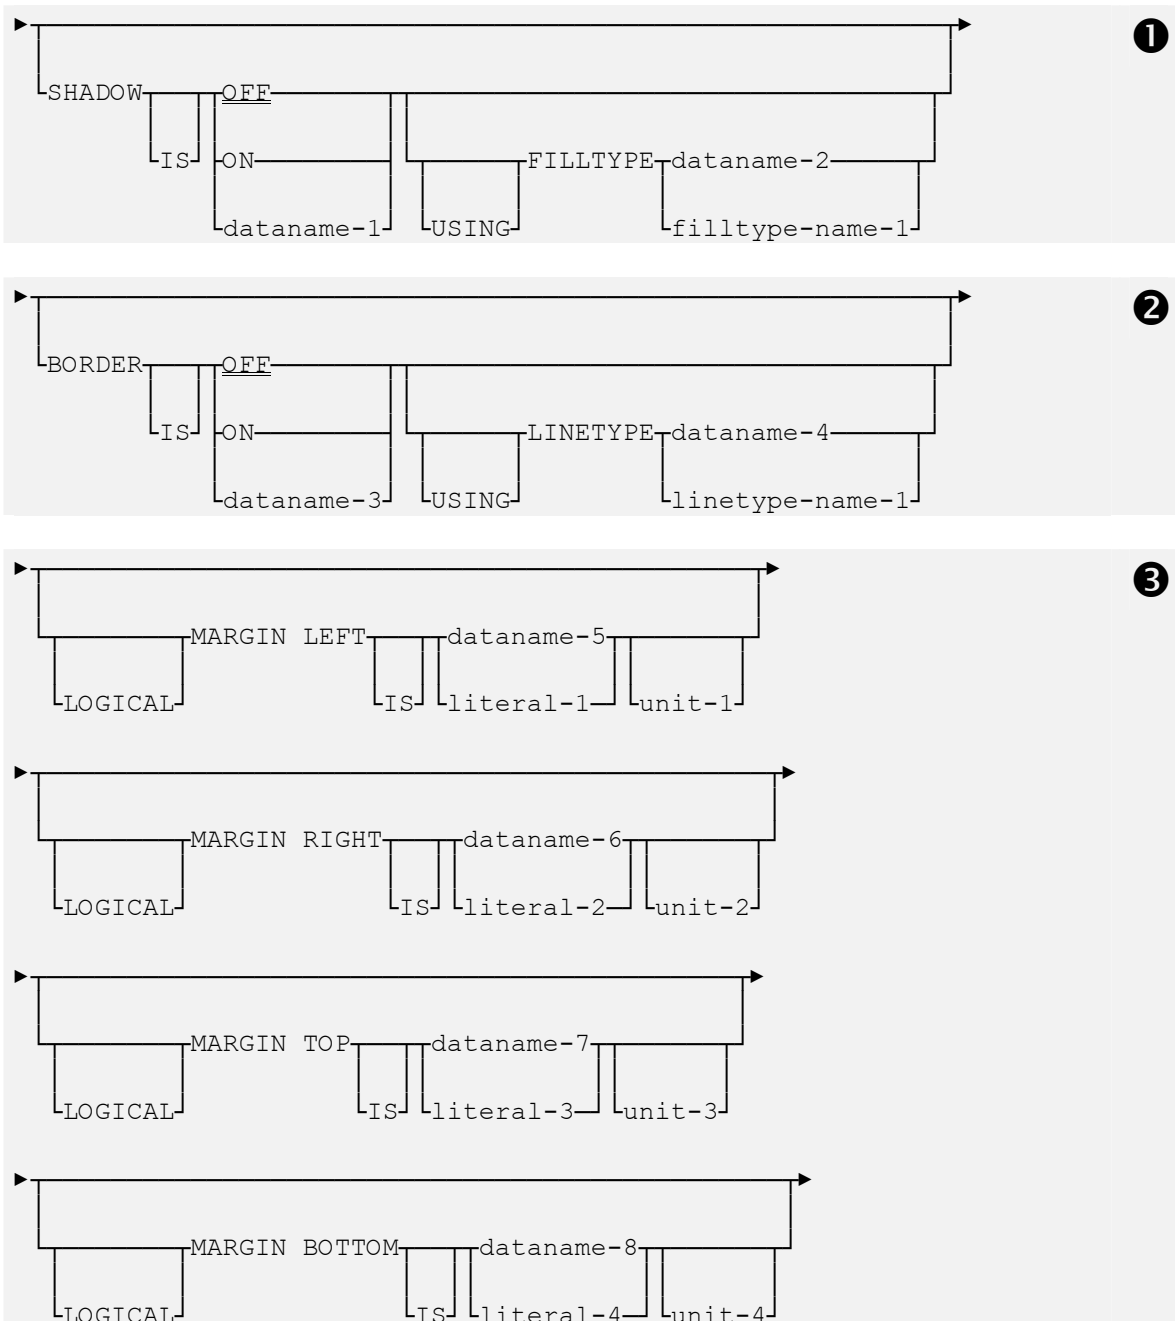 ❶
SHADOW OFF
IS ON FILLTYPE dataname-2
dataname-1 USING filltype-name-1
❷
BORDER OFF
IS ON LINETYPE dataname-4
dataname-3 USING linetype-name-1
❸
MARGIN LEFT dataname-5
LOGICAL IS literal-1 unit-1
MARGIN RIGHT dataname-6
LOGICAL IS literal-2 unit-2
MARGIN TOP dataname-7
LOGICAL IS literal-3 unit-3
MARGIN BOTTOM dataname-8
LOGICAL IS literal-4 unit-4